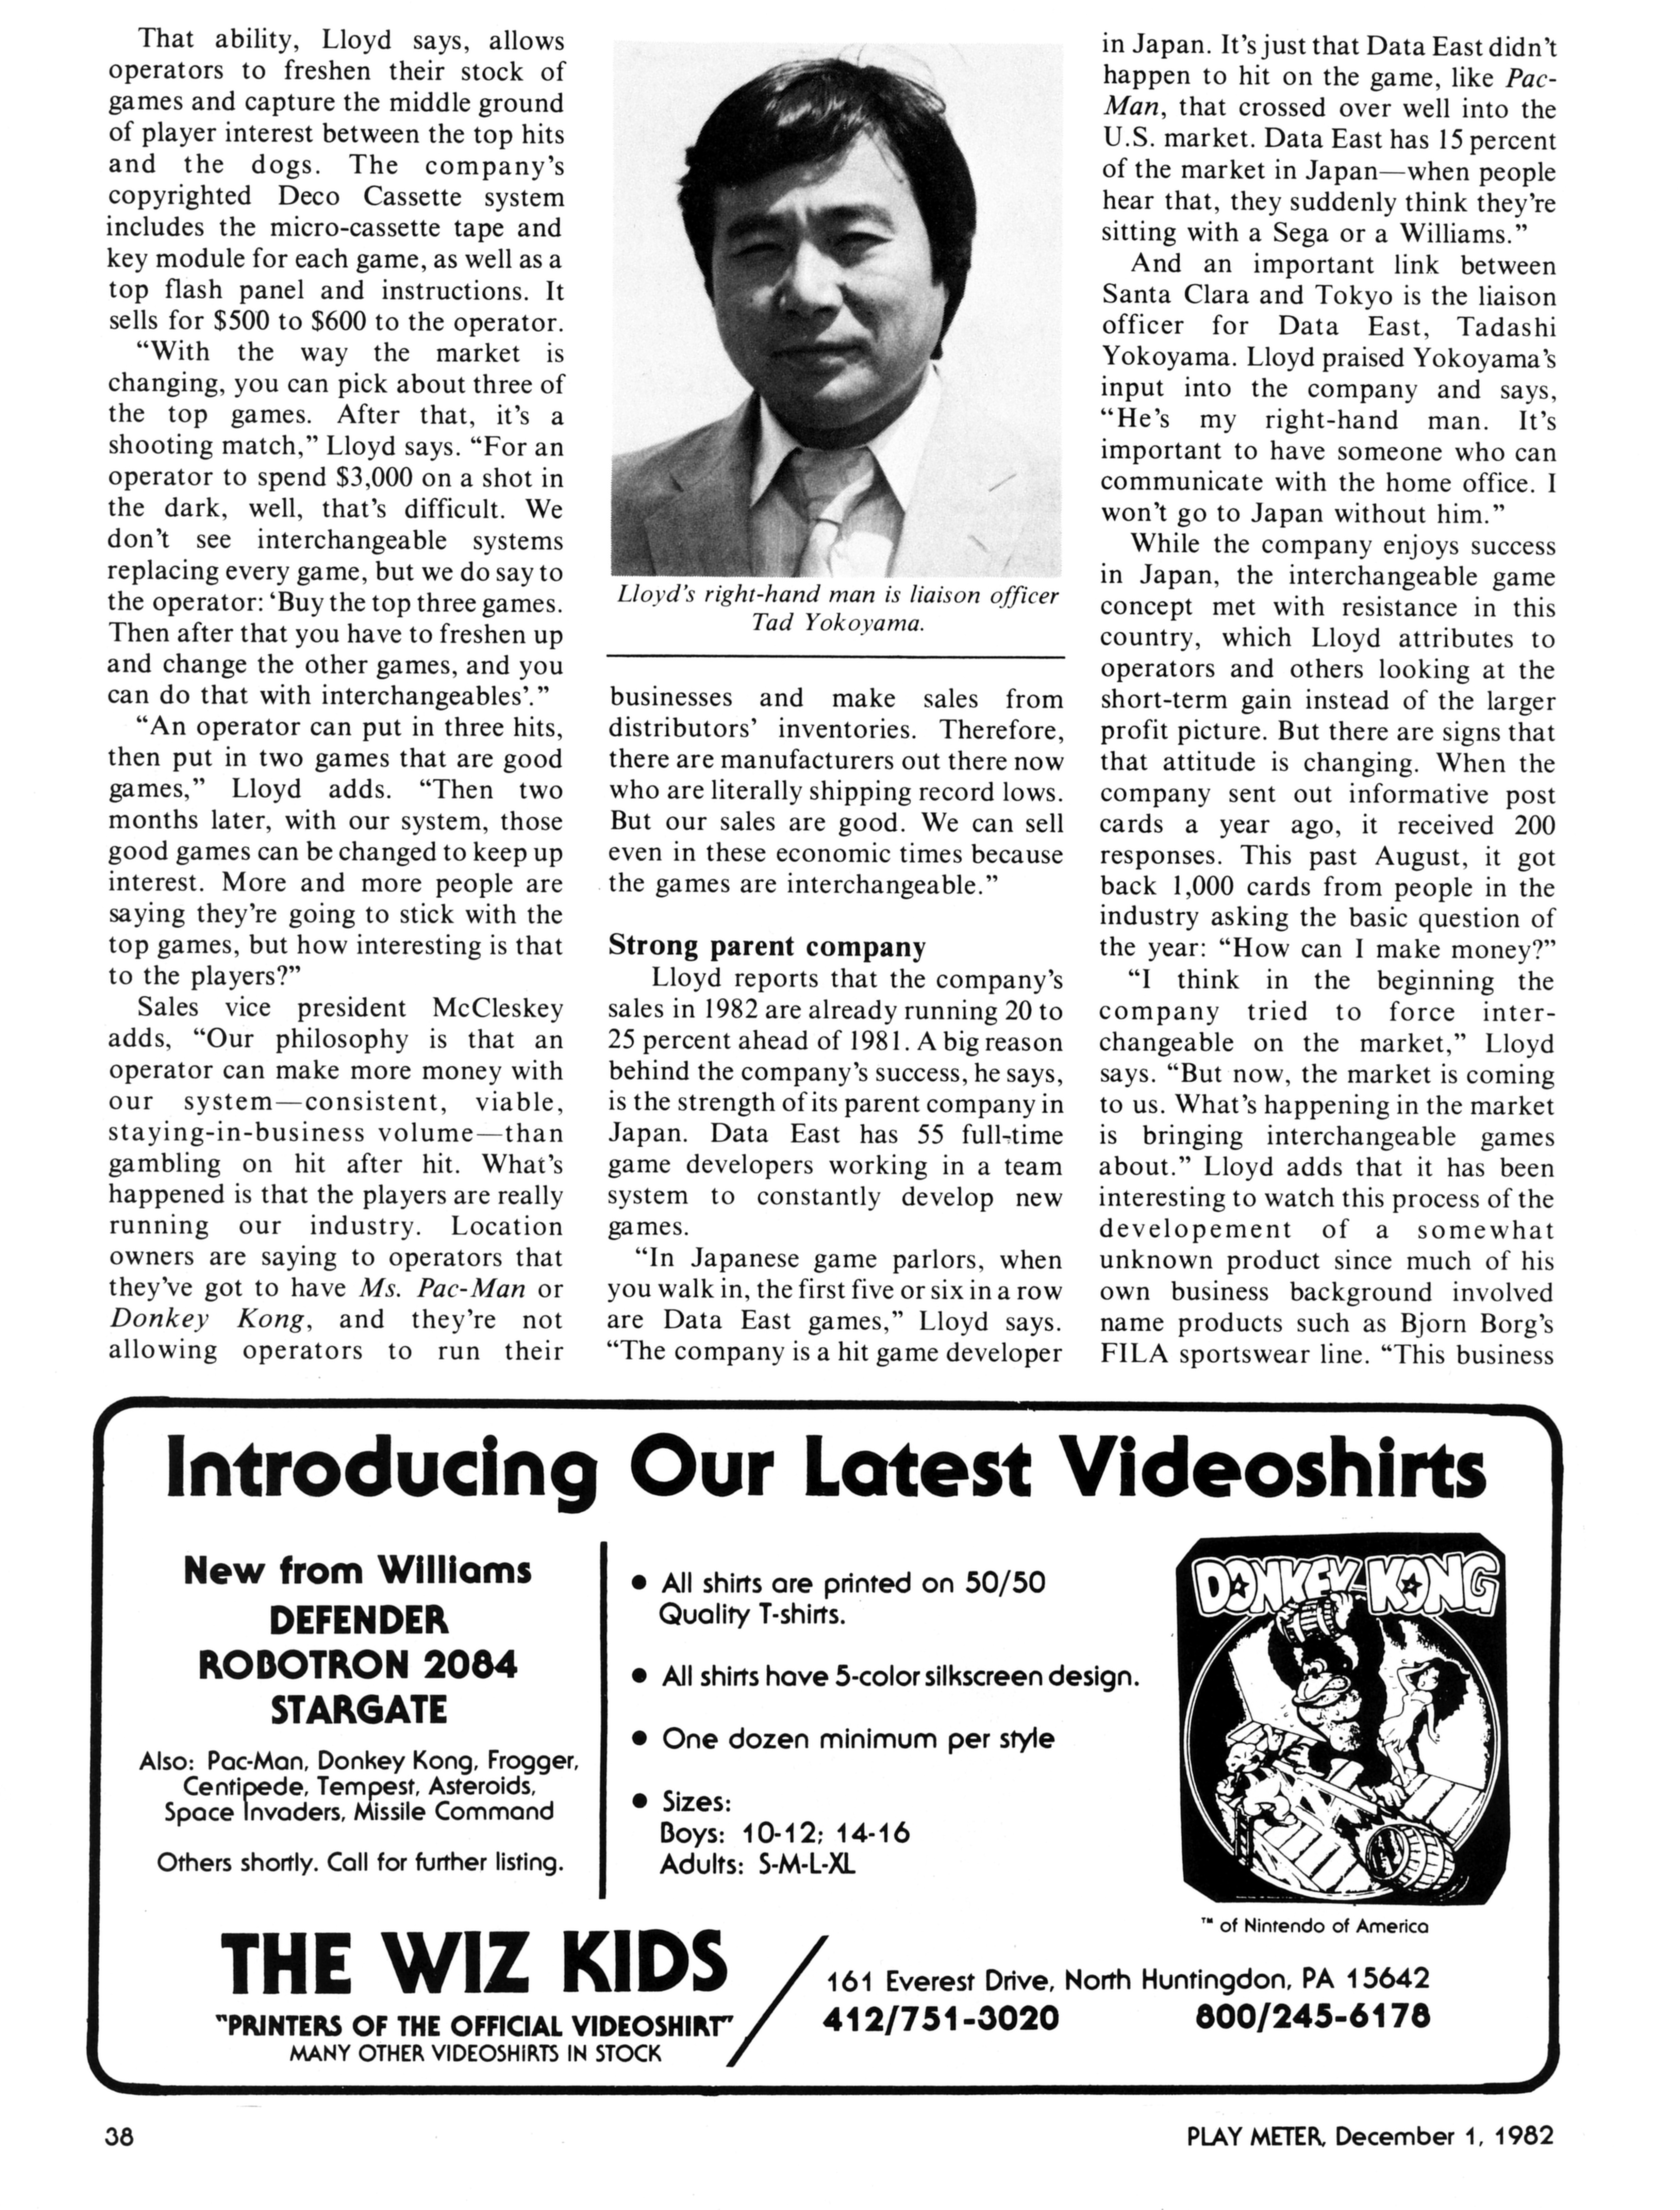 That ability, Lloyd says, allows
operators to freshen their stock of
games and capture the middle ground
of player interest between the top hits
and the dogs. The company's
copyrighted Deco Cassette system
includes the micro-cassette tape and
key module for each game, as well as a
top flash panel and instructions. It
sells for $500 to $600 to the operator.
“With the way the market is
changing, you can pick about three of
the top games. After that, it's a
shooting match,” Lloyd says. “For an
operator to spend $3,000 on a shot in
the dark, well, that's difficult. We
don't see interchangeable systems
replacing every game, but we do say to
the operator: ‘Buy the top three games.
Then after that you have to freshen up
and change the other games, and you
can do that with interchangeables’.”
“An operator can put in three hits,
then put in two games that are good
games,” Lloyd adds. “Then two
months later, with our system, those
good games can be changed to keep up
interest. More and more people are
saying they're going to stick with the
top games, but how interesting is that
to the players?”
Sales vice president McCleskey
adds, “Our philosophy is that an
operator can make more money with
our system—consistent, viable,
staying-in-business volume—than
gambling on hit after hit. What's
happened is that the players are really
running our industry. Location
owners are saying to operators that
they've got to have Ms. Pac-Man or
Donkey Kong, and they're not
allowing operators to run their
Lloyd's right-hand man is liaison officer
Tad Yokoyama.
businesses and make sales from
distributors' inventories. Therefore,
there are manufacturers out there now
who are literally shipping record lows.
But our sales are good. We can sell
even in these economic times because
the games are interchangeable.”
Strong parent company
Lloyd reports that the company's
sales in 1982 are already running 20 to
25 percent ahead of 1981. A big reason
behind the company's success, he says,
is the strength of its parent company in
Japan. Data East has 55 full-time
game developers working in a team
system to constantly develop new
games.
“In Japanese game parlors, when
you walk in, the first five or six in a row
are Data East games,” Lloyd says.
“The company is a hit game developer
in Japan. It's just that Data East didn't
happen to hit on the game, like Pac-
Man, that crossed over well into the
U.S. market. Data East has 15 percent
of the market in Japan—when people
hear that, they suddenly think they're
sitting with a Sega or a Williams.”
And an important link between
Santa Clara and Tokyo is the liaison
officer for Data East, Tadashi
Yokoyama. Lloyd praised Yokoyama's
input into the company and says,
“He's my right-hand man. It's
important to have someone who can
communicate with the home office. I
won't go to Japan without him.”
While the company enjoys success
in Japan, the interchangeable game
concept met with resistance in this
country, which Lloyd attributes to
operators and others looking at the
short-term gain instead of the larger
profit picture. But there are signs that
that attitude is changing. When the
company sent out informative post
cards a year ago, it received 200
responses. This past August, it got
back 1,000 cards from people in the
industry asking the basic question of
the year: “How can I make money?”
“I think in the beginning the
company tried to force inter-
changeable on the market,” Lloyd
says. “But now, the market is coming
to us. What's happening in the market
is bringing interchangeable games
about.” Lloyd adds that it has been
interesting to watch this process of the
developement of a somewhat
unknown product since much of his
own business background involved
name products such as Bjorn Borg's
FILA sportswear line. “This business
Introducing Our Latest Videoshirts
New from Williams
DEFENDER
ROBOTRON 2084
STARGATE
Also: Pac-Man, Donkey Kong, Frogger,
Centipede, Tempest, Asteroids,
Space Invaders, Missile Command
Others shortly. Call for further listing.
• All shirts are printed on 50/50
Quality T-shirts.
• All shirts have 5-color silkscreen design.
• One dozen minimum per style
• Sizes:
Boys: 10-12; 14-16
Adults: S-M-L-XL
DONKEY KONG
™ of Nintendo of America
THE WIZ KIDS
"PRINTERS OF THE OFFICIAL VIDEOSHIRT"
MANY OTHER VIDEOSHIRTS IN STOCK
161 Everest Drive, North Huntingdon, PA 15642
412/751-3020 800/245-6178
38
PLAY METER, December 1, 1982